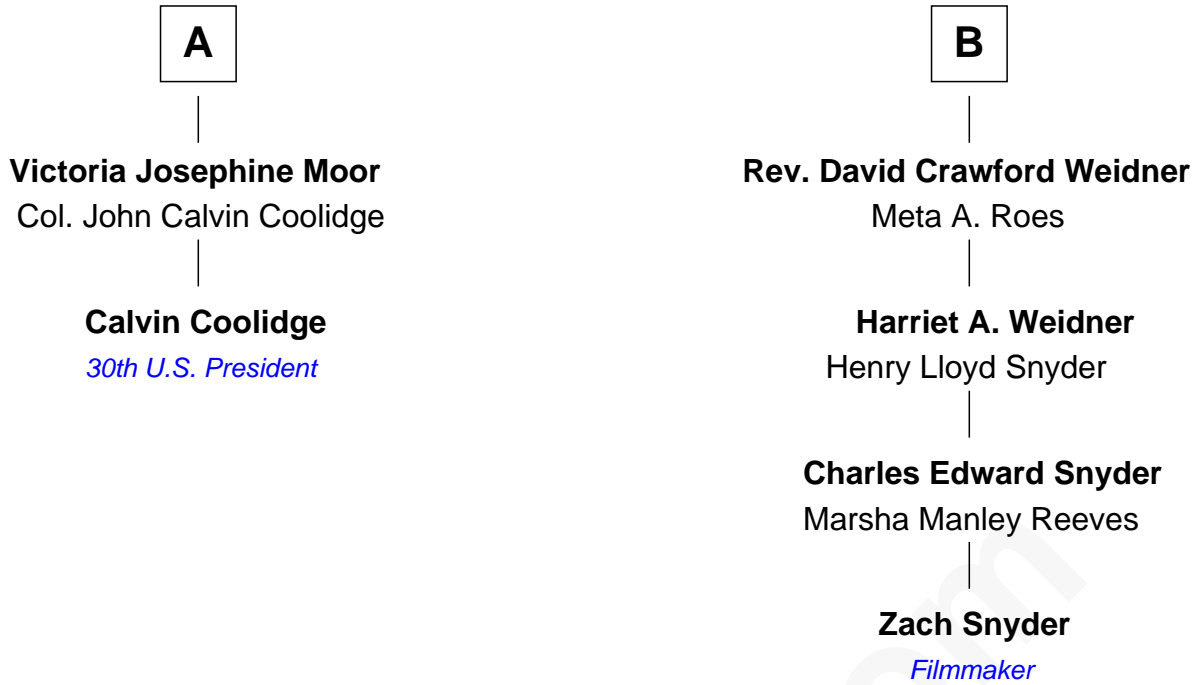 A
Victoria Josephine Moor
Col. John Calvin Coolidge
Calvin Coolidge
30th U.S. President
B
Rev. David Crawford Weidner
Meta A. Roes
Harriet A. Weidner
Henry Lloyd Snyder
Charles Edward Snyder
Marsha Manley Reeves
Zach Snyder
Filmmaker